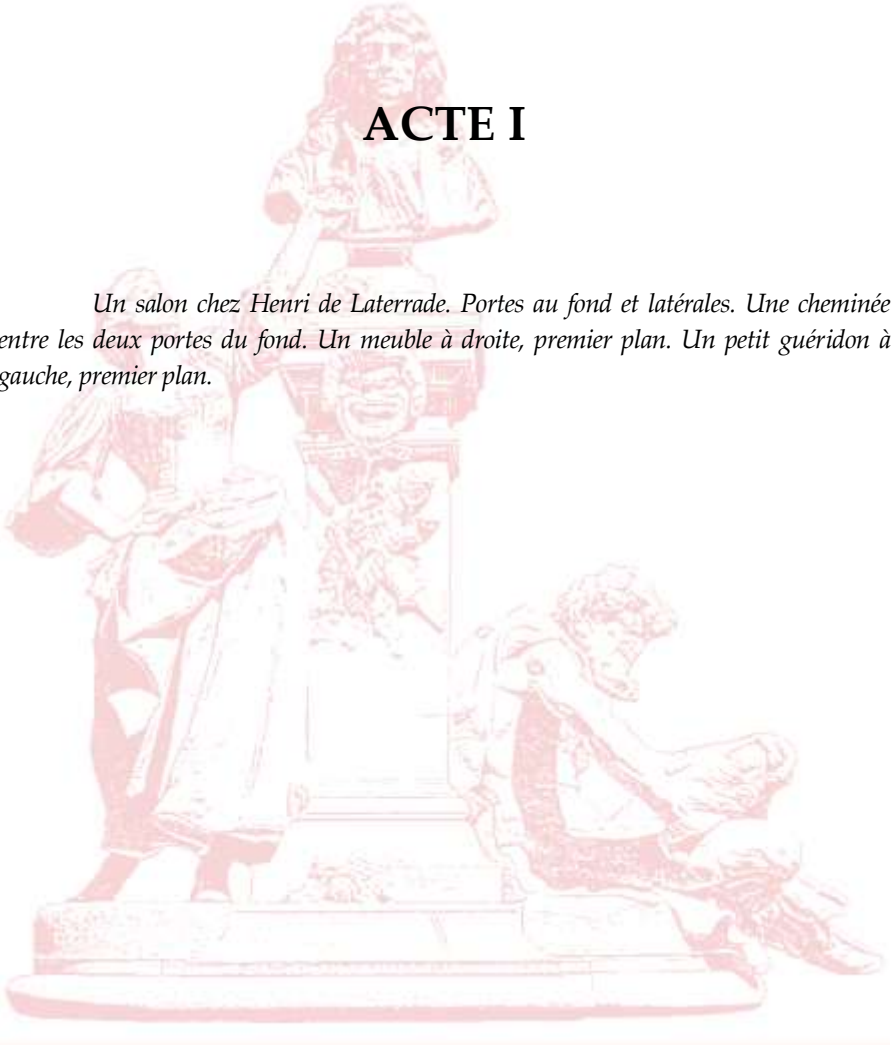 ACTE I
Un salon chez Henri de Laterrade. Portes au fond et latérales. Une cheminée
entre les deux portes du fond. Un meuble à droite, premier plan. Un petit guéridon à
gauche, premier plan.